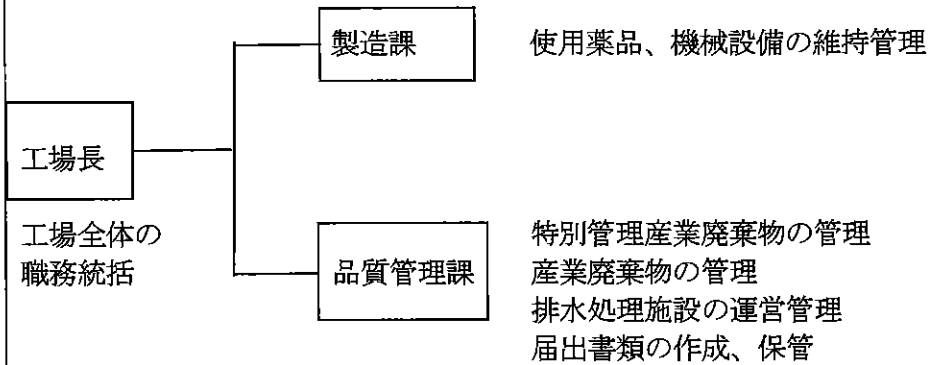 製造課
使用薬品、機械設備の維持管理
工場長
工場全体の
職務統括
品質管理課
特別管理産業廃棄物の管理
産業廃棄物の管理
排水処理施設の運営管理
届出書類の作成、保管